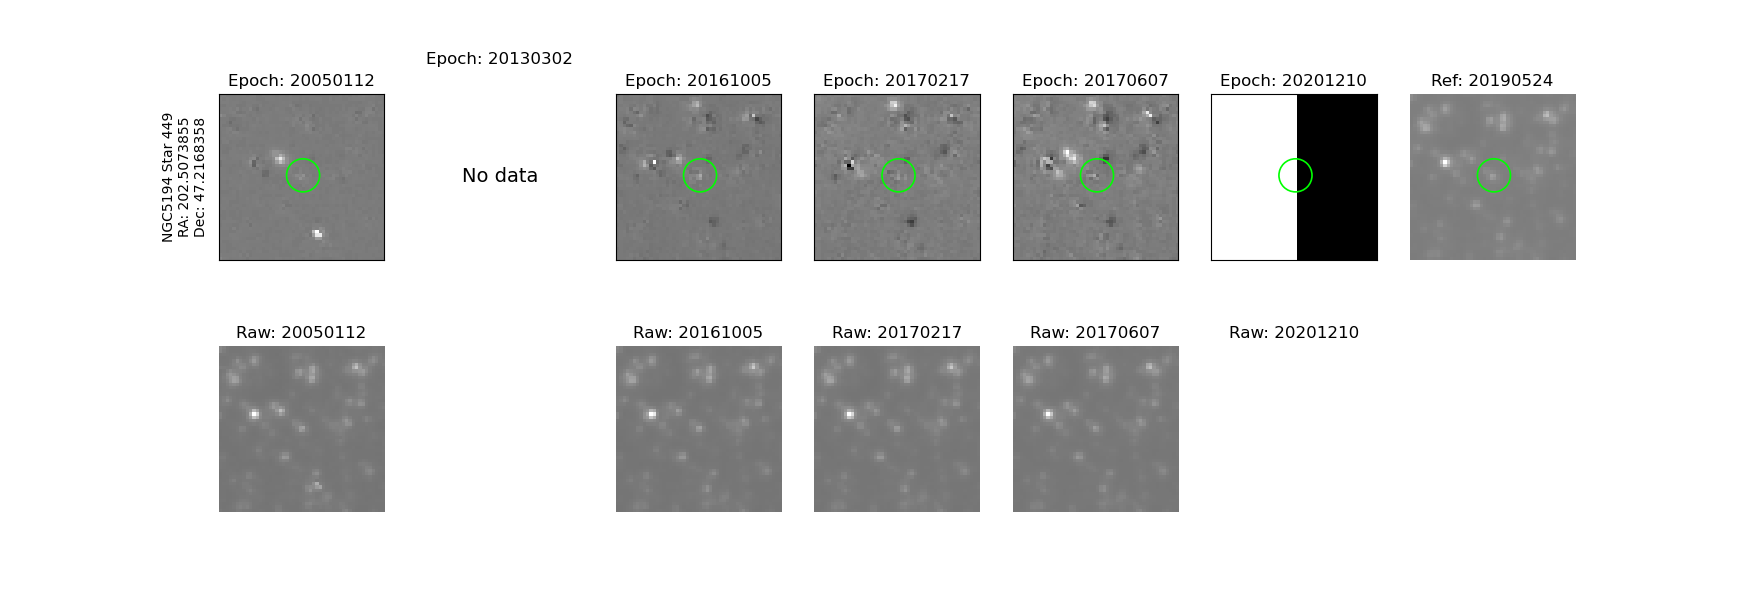 Epoch: 20130302
Epoch: 20050112
Epoch: 20161005
Epoch: 20170217
Epoch: 20170607
Epoch: 20201210
Ref: 20190524
NGC5194 Star 449
RA: 202.5073855
Dec: 47.2168358
No data
Raw: 20050112
Raw: 20161005
Raw: 20170217
Raw: 20170607
Raw: 20201210